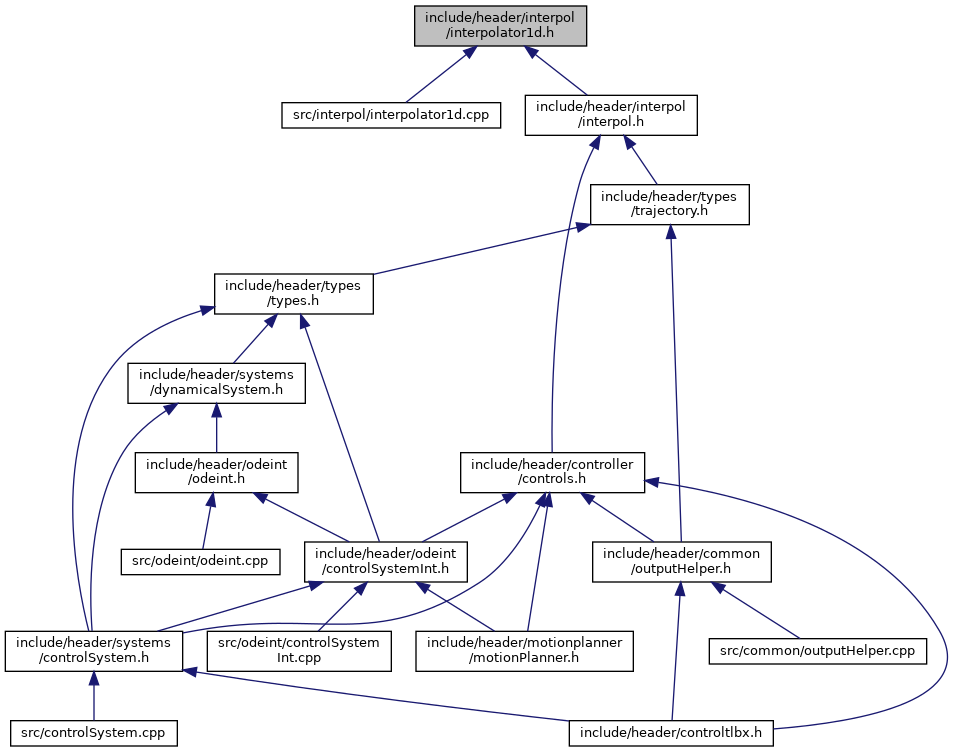 include/header/interpol
/interpolator1d.h
src/interpol/interpolator1d.cpp
include/header/interpol
/interpol.h
include/header/types
/trajectory.h
include/header/types
/types.h
include/header/systems
/dynamicalSystem.h
include/header/odeint
/odeint.h
include/header/controller
/controls.h
src/odeint/odeint.cpp
include/header/odeint
/controlSystemInt.h
include/header/common
/outputHelper.h
include/header/systems
/controlSystem.h
src/odeint/controlSystem
Int.cpp
include/header/motionplanner
/motionPlanner.h
src/common/outputHelper.cpp
src/controlSystem.cpp
include/header/controltlbx.h